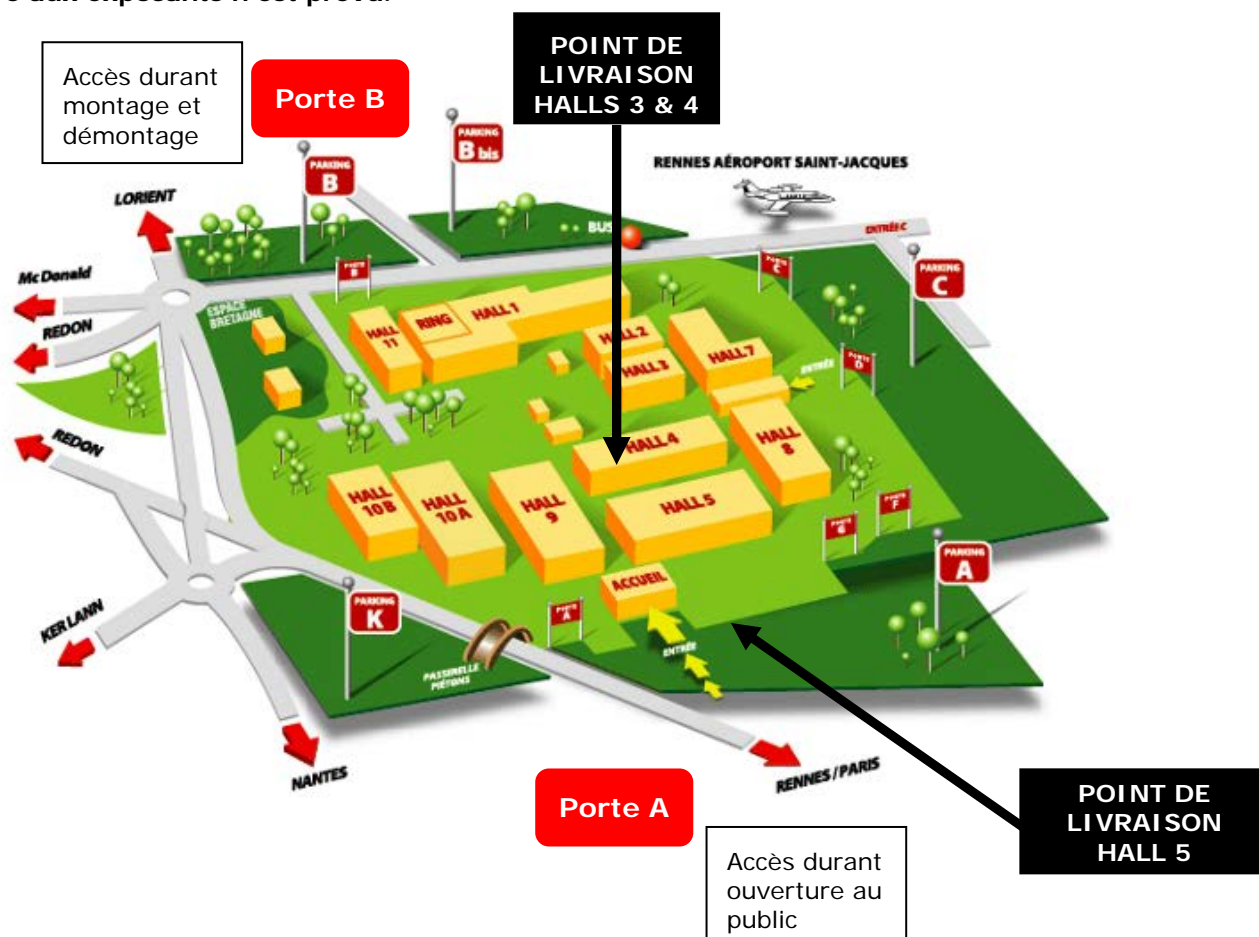 aux exposants n'est prévu.
POINT DE
LIVRAISON
HALLS 3 & 4
Accès durant
montage et
démontage
Porte B
PARKING
B
PARKING
B bis
RENNES AÉROPORT SAINT-JACQUES
LORIENT
BUS
ENTRÉE C
McDonald
REDON
ESPACE
BRETAGNE
PORTE
B
PORTE
C
PARKING
C
HALL
11
RING
HALL 1
HALL 2
HALL 3
HALL 7
ENTRÉE
PORTE
D
REDON
HALL 4
HALL
8
HALL
10B
HALL
10A
HALL
9
HALL 5
PORTE
F
PORTE
G
PARKING
A
ACCUEIL
PARKING
K
PORTE
A
ENTRÉE
KER LANN
PASSERELLE
PIÉTONS
NANTES
RENNES / PARIS
Porte A
POINT DE
LIVRAISON
HALL 5
Accès durant
ouverture au
public